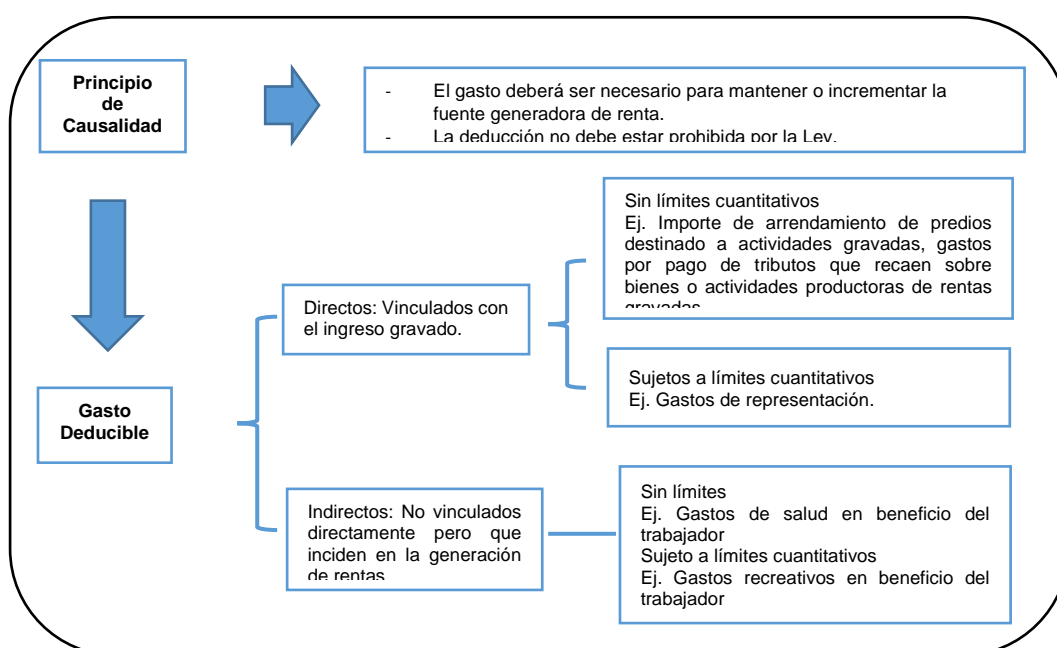 Principio
de
Causalidad
- El gasto deberá ser necesario para mantener o incrementar la
fuente generadora de renta.
- La deducción no debe estar prohibida por la Ley.
Sin límites cuantitativos
Ej. Importe de arrendamiento de predios
destinado a actividades gravadas, gastos
por pago de tributos que recaen sobre
bienes o actividades productoras de rentas
gravadas
Directos: Vinculados con
el ingreso gravado.
Sujetos a límites cuantitativos
Ej. Gastos de representación.
Gasto
Deducible
Indirectos: No vinculados
directamente pero que
inciden en la generación
de rentas
Sin límites
Ej. Gastos de salud en beneficio del
trabajador
Sujeto a límites cuantitativos
Ej. Gastos recreativos en beneficio del
trabajador